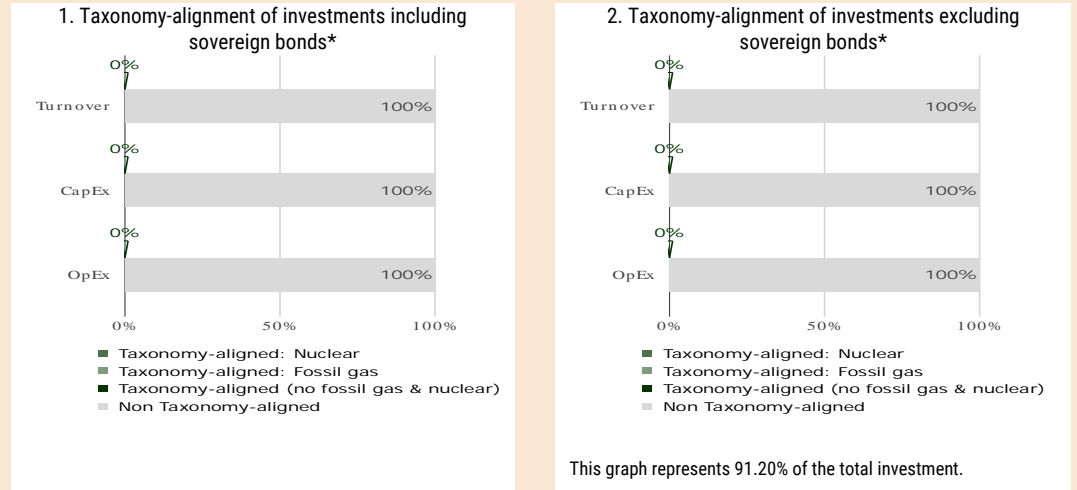 1. Taxonomy-alignment of investments including
sovereign bonds*
0%
Turnover
100%
0%
CapEx
100%
0%
OpEx
100%
0%
50%
100%
Taxonomy-aligned: Nuclear
Taxonomy-aligned: Fossil gas
Taxonomy-aligned (no fossil gas & nuclear)
Non Taxonomy-aligned
2. Taxonomy-alignment of investments excluding
sovereign bonds*
0%
Turnover
100%
0%
CapEx
100%
0%
OpEx
100%
0%
50%
100%
Taxonomy-aligned: Nuclear
Taxonomy-aligned: Fossil gas
Taxonomy-aligned (no fossil gas & nuclear)
Non Taxonomy-aligned
This graph represents 91.20% of the total investment.